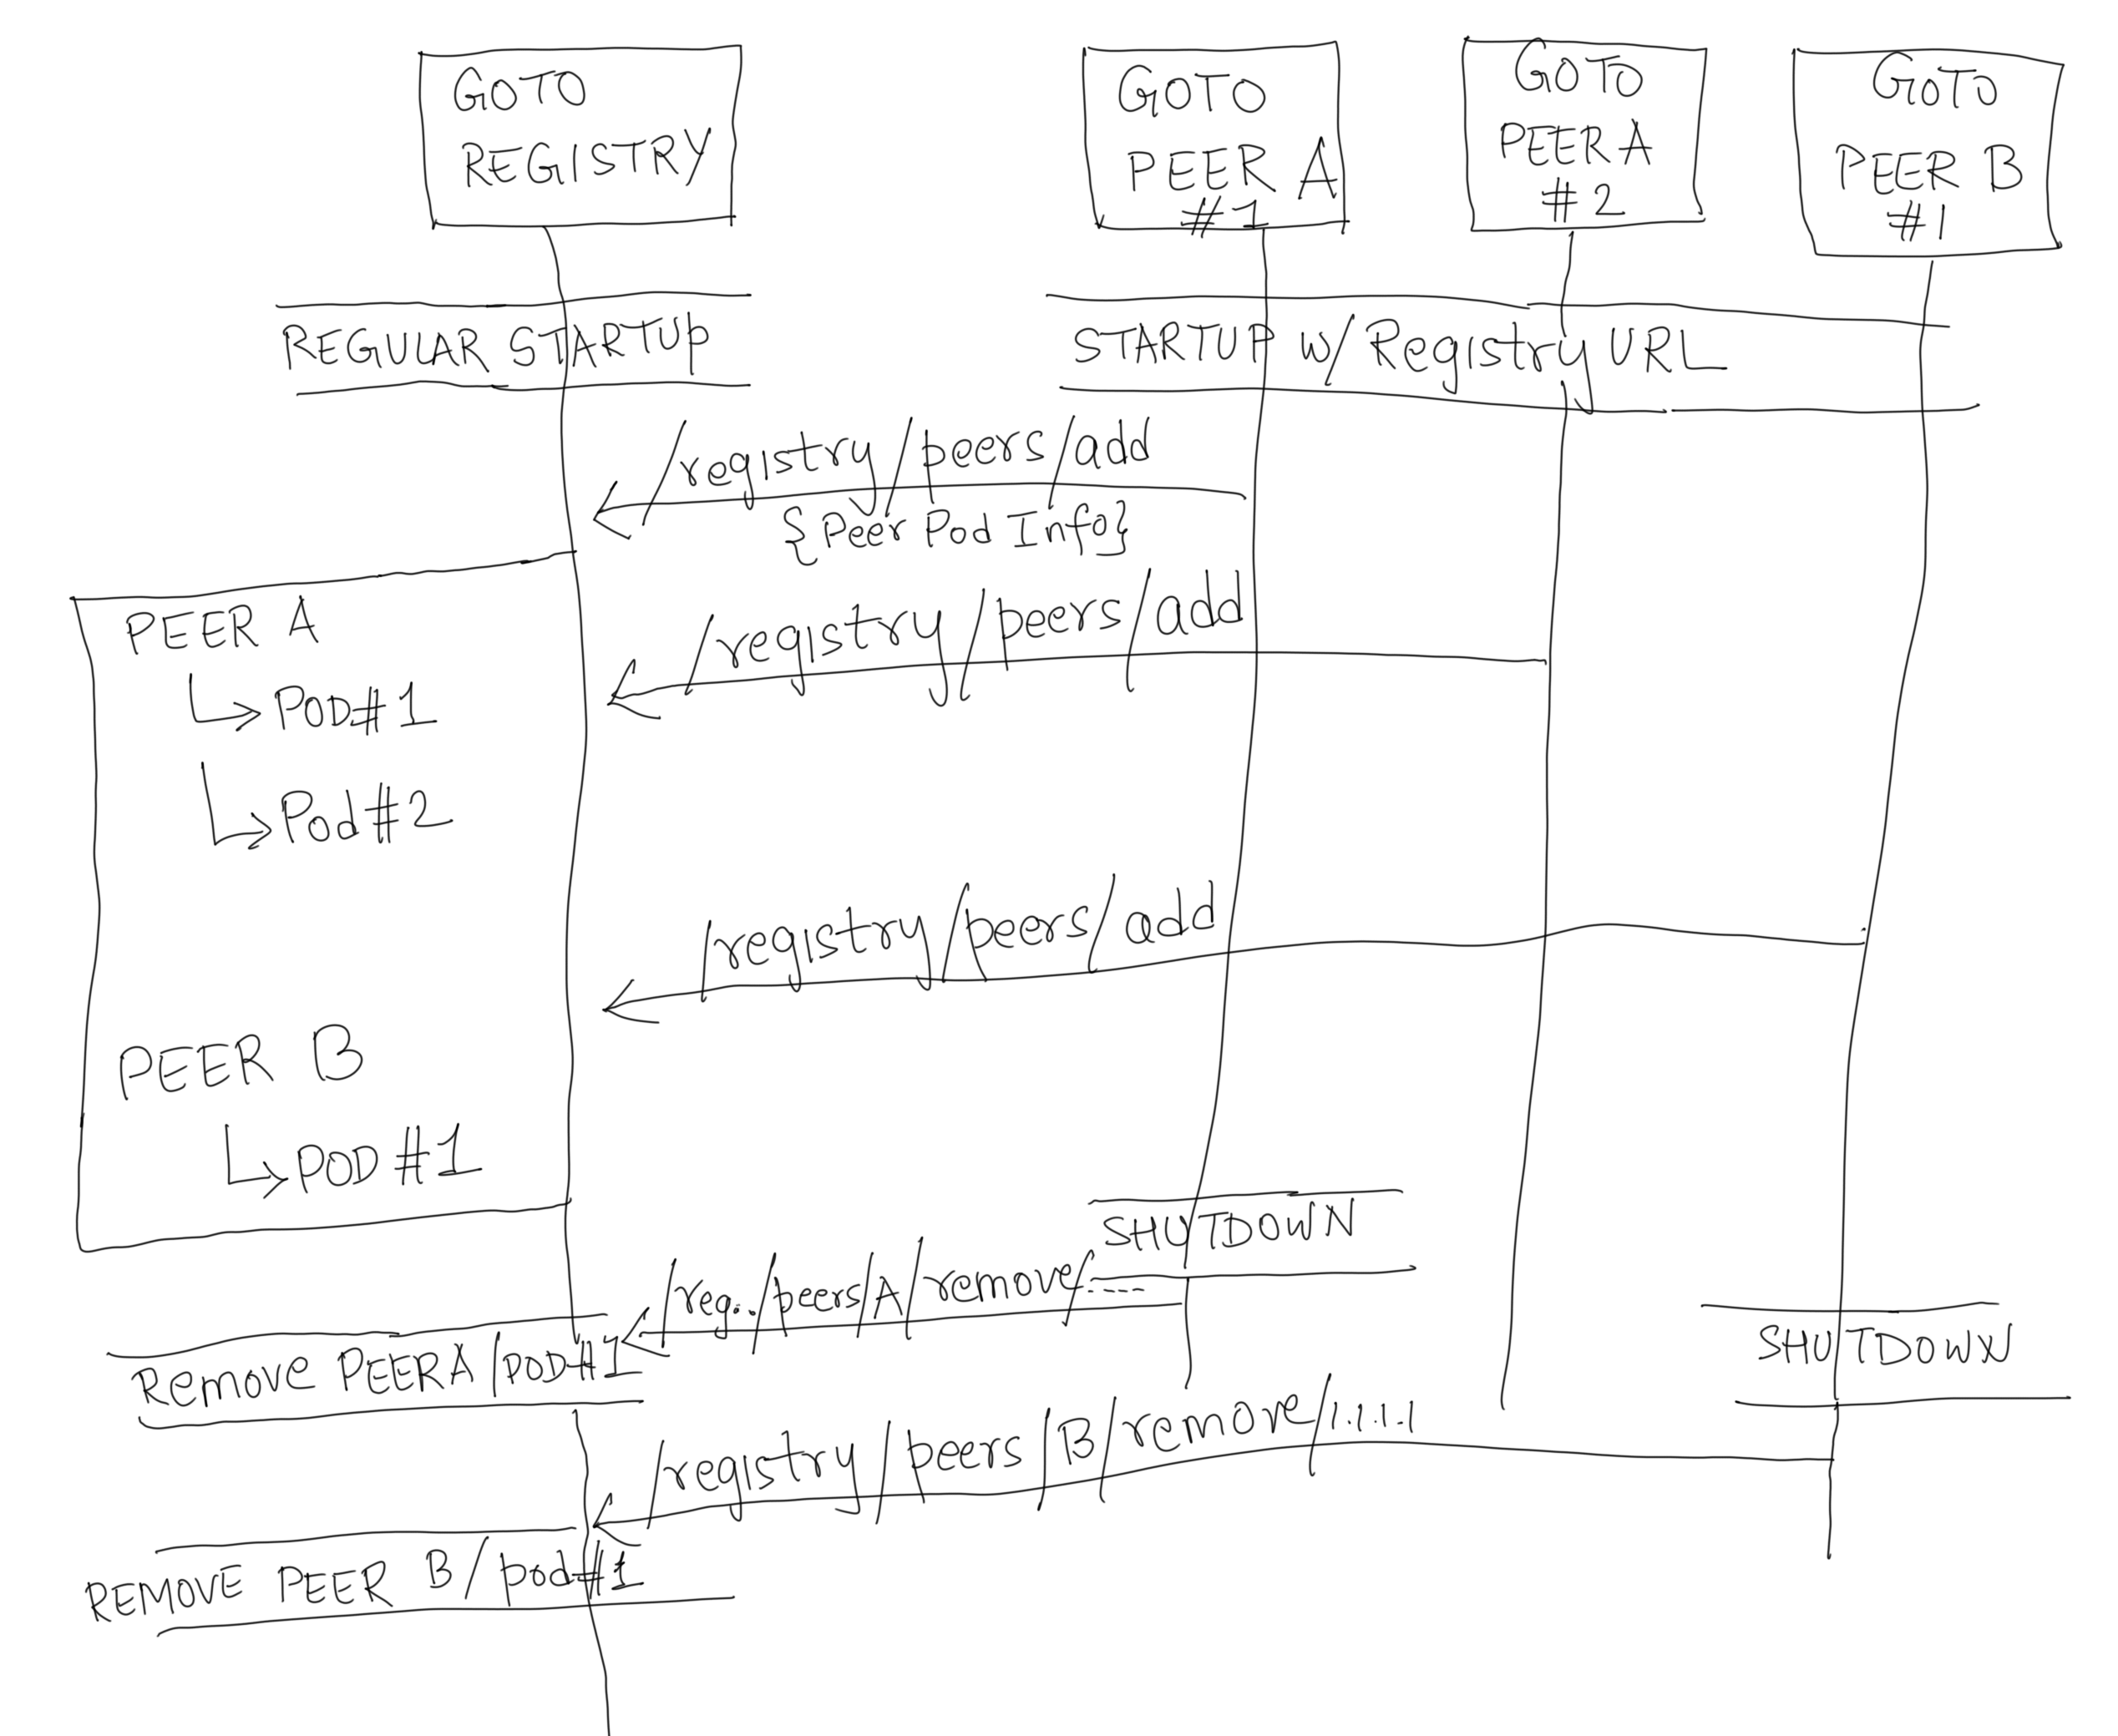 GOTO
REGISTRY
GOTO
PEER A
#1
GOTO
PEER A
#2
GOTO
PEER B
#1
REGULAR STARTUP
STARTUP W/ Registry URL
/registry/peers/add
{Peer Pod Info}
PEER A
/registry/peers/add
POD#1
Pod#2
/registry/peers/add
PEER B
POD #1
SHUTDOWN
/reg../peers/A/remove/:----
Remove PEERA/POD#1
SHUTDOWN
/registry/peers/B/remove/1.1.1.1
REMOVE PEER B/pod#1